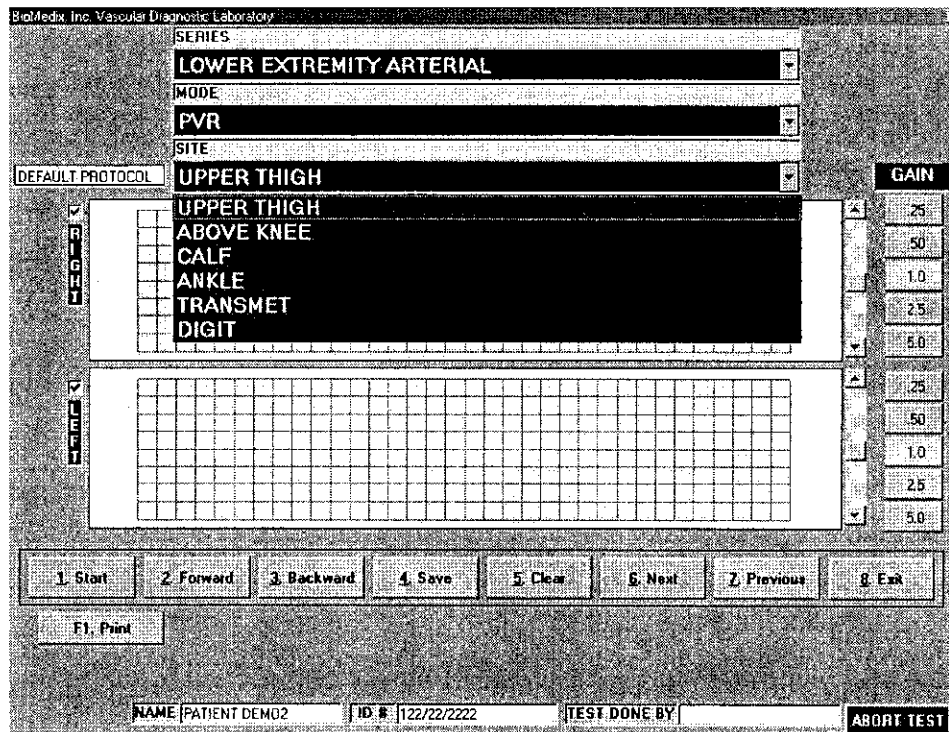 BioMedix, Inc. Vascular Diagnostic Laboratory
SERIES
LOWER EXTREMITY ARTERIAL
MODE
PVR
SITE
DEFAULT PROTOCOL
UPPER THIGH
GAIN
UPPER THIGH
ABOVE KNEE
CALF
ANKLE
TRANSMET
DIGIT
RIGHT
.25
.50
1.0
2.5
5.0
LEFT
.25
.50
1.0
2.5
5.0
1. Start
2. Forward
3. Backward
4. Save
5. Clear
6. Next
7. Previous
8. Exit
F1. Print
NAME PATIENT DEMO2
ID # 122/22/2222
TEST DONE BY
ABORT TEST